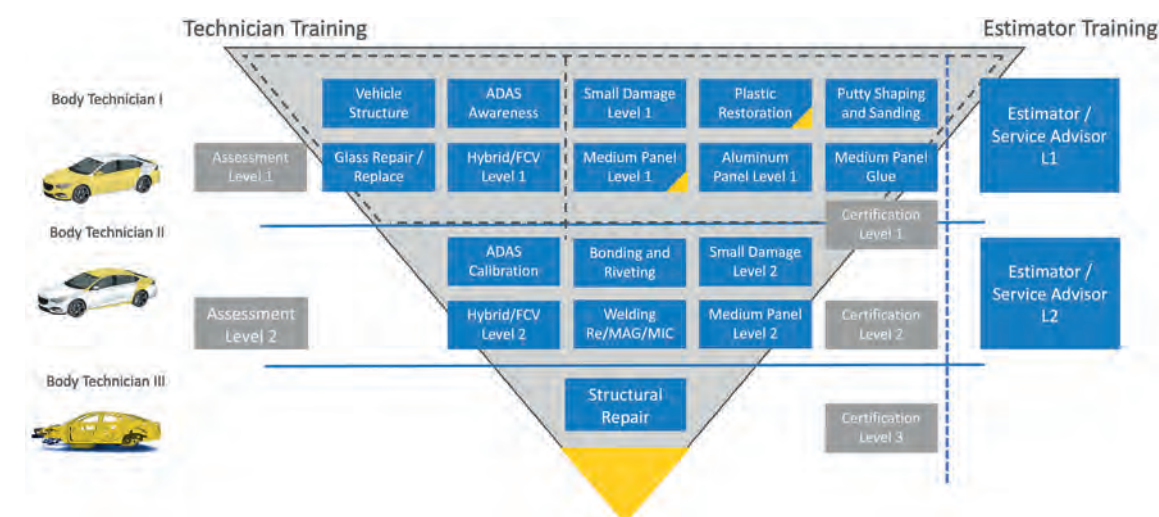 Technician Training
Estimator Training
Body Technician I
Vehicle
Structure
ADAS
Awareness
Small Damage
Level 1
Plastic
Restoration
Putty Shaping
and Sanding
Estimator /
Service Advisor
L1
Assessment
Level 1
Glass Repair /
Replace
Hybrid/FCV
Level 1
Medium Panel
Level 1
Aluminum
Panel Level 1
Medium Panel
Glue
Certification
Level 1
Body Technician II
ADAS
Calibration
Bonding and
Riveting
Small Damage
Level 2
Estimator /
Service Advisor
L2
Assessment
Level 2
Hybrid/FCV
Level 2
Welding
Re/MAG/MIC
Medium Panel
Level 2
Certification
Level 2
Body Technician III
Structural
Repair
Certification
Level 3